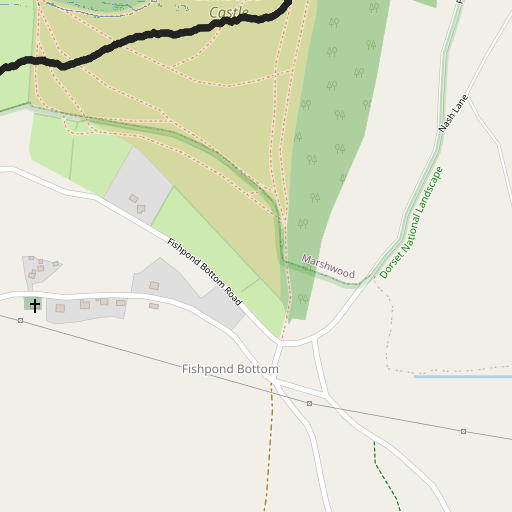 Castle
Nash Lane
Dorset National Landscape
Marshwood
Fishpond Bottom Road
Fishpond Bottom